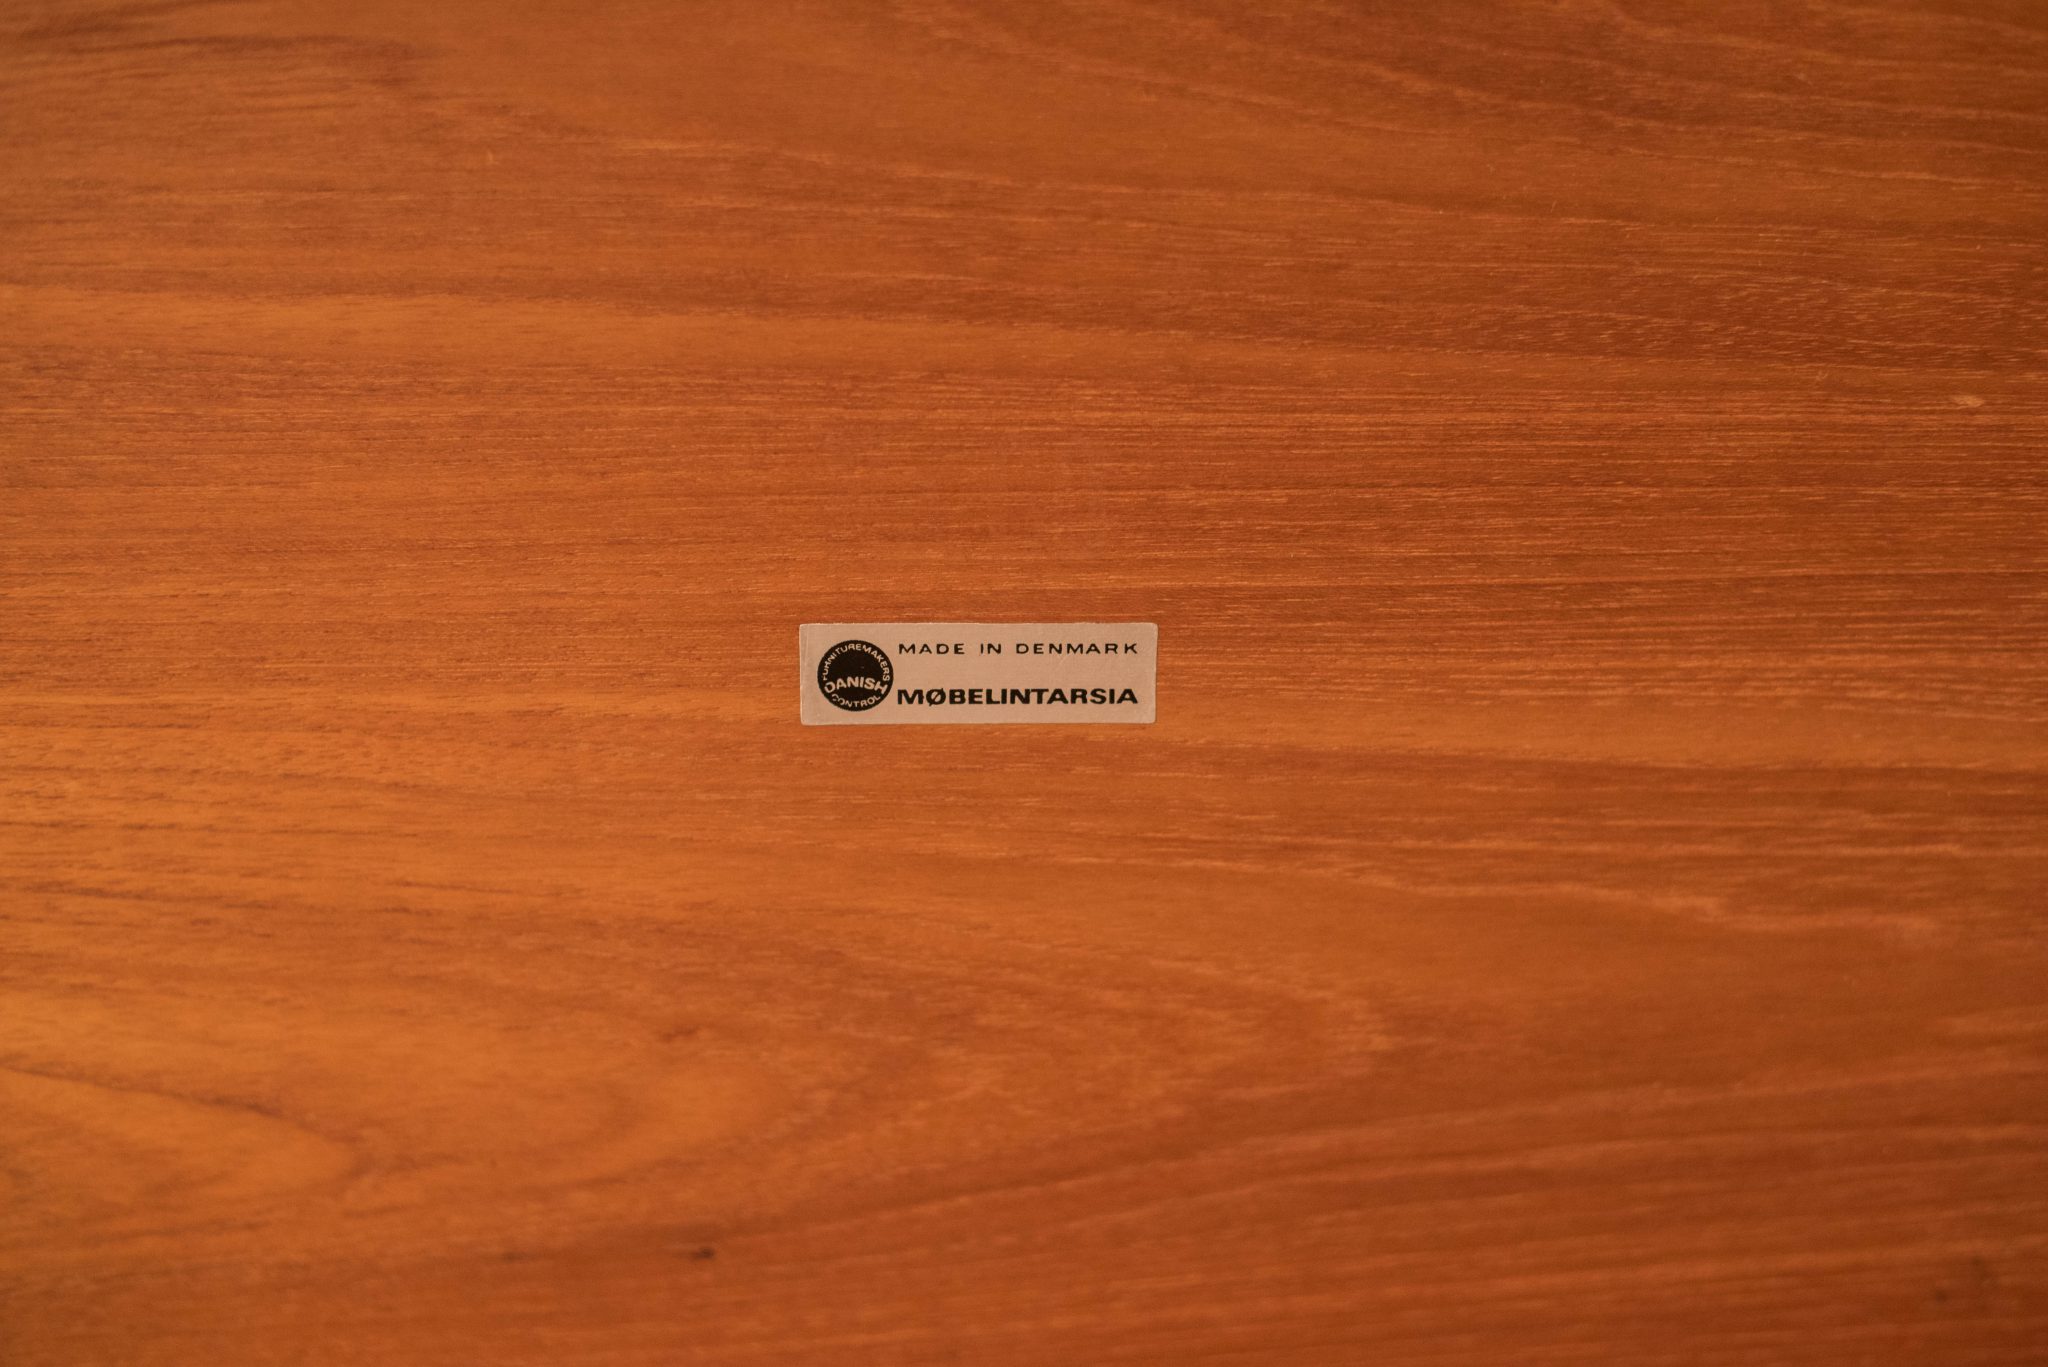 FURNITUREMAKERS
DANISH
CONTROL
MADE IN DENMARK
MØBELINTARSIA